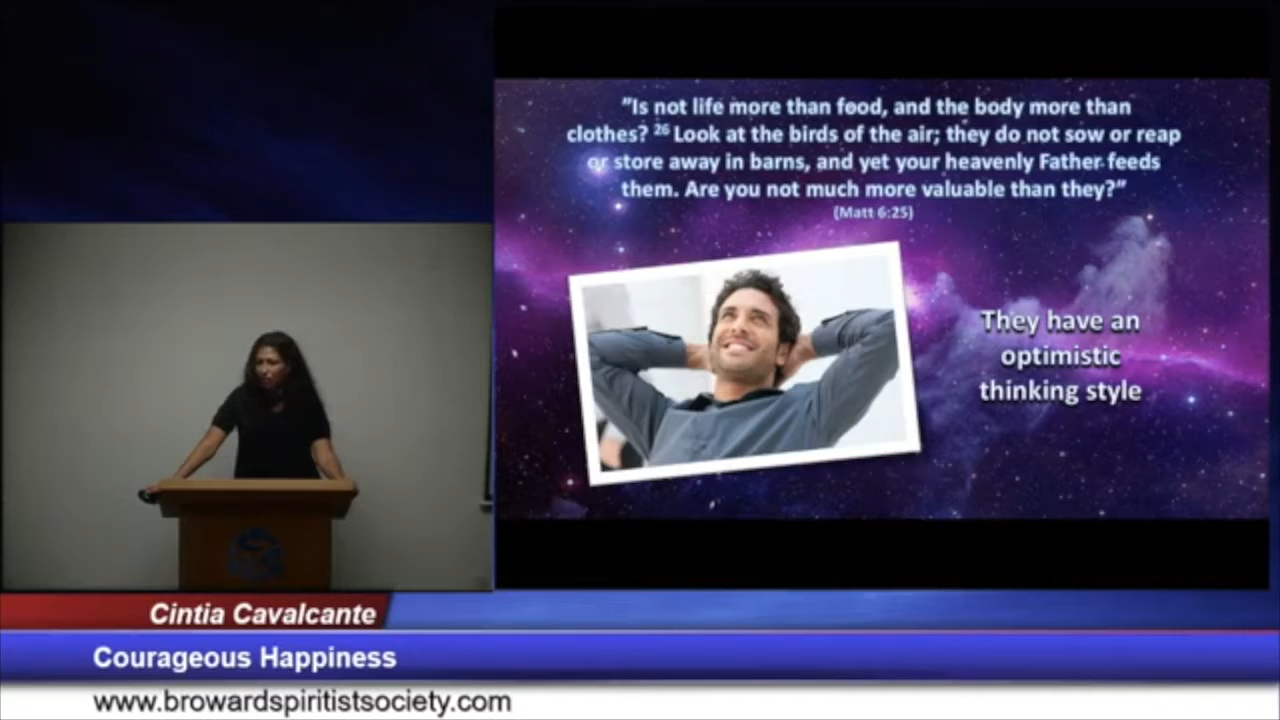 "Is not life more than food, and the body more than
clothes? 26 Look at the birds of the air; they do not sow or reap
or store away in barns, and yet your heavenly Father feeds
them. Are you not much more valuable than they?"
(Matt 6:25)
They have an
optimistic
thinking style
Cintia Cavalcante
Courageous Happiness
www.browardspiritistsociety.com